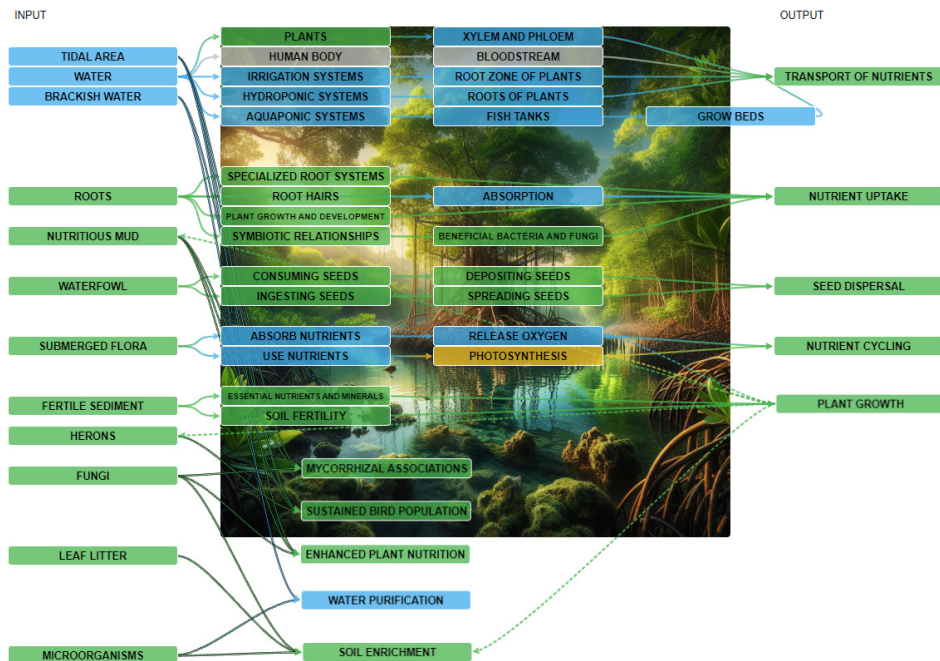 INPUT
OUTPUT
PLANTS
XYLEM AND PHLOEM
TIDAL AREA
HUMAN BODY
BLOODSTREAM
WATER
IRRIGATION SYSTEMS
ROOT ZONE OF PLANTS
TRANSPORT OF NUTRIENTS
BRACKISH WATER
HYDROPONIC SYSTEMS
ROOTS OF PLANTS
AQUAPONIC SYSTEMS
FISH TANKS
GROW BEDS
SPECIALIZED ROOT SYSTEMS
ROOTS
ROOT HAIRS
ABSORPTION
NUTRIENT UPTAKE
PLANT GROWTH AND DEVELOPMENT
NUTRITIOUS MUD
SYMBIOTIC RELATIONSHIPS
BENEFICIAL BACTERIA AND FUNGI
CONSUMING SEEDS
DEPOSITING SEEDS
WATERFOWL
SEED DISPERSAL
INGESTING SEEDS
SPREADING SEEDS
ABSORB NUTRIENTS
RELEASE OXYGEN
SUBMERGED FLORA
NUTRIENT CYCLING
USE NUTRIENTS
PHOTOSYNTHESIS
ESSENTIAL NUTRIENTS AND MINERALS
FERTILE SEDIMENT
PLANT GROWTH
SOIL FERTILITY
HERONS
MYCORRHIZAL ASSOCIATIONS
FUNGI
SUSTAINED BIRD POPULATION
LEAF LITTER
ENHANCED PLANT NUTRITION
WATER PURIFICATION
MICROORGANISMS
SOIL ENRICHMENT